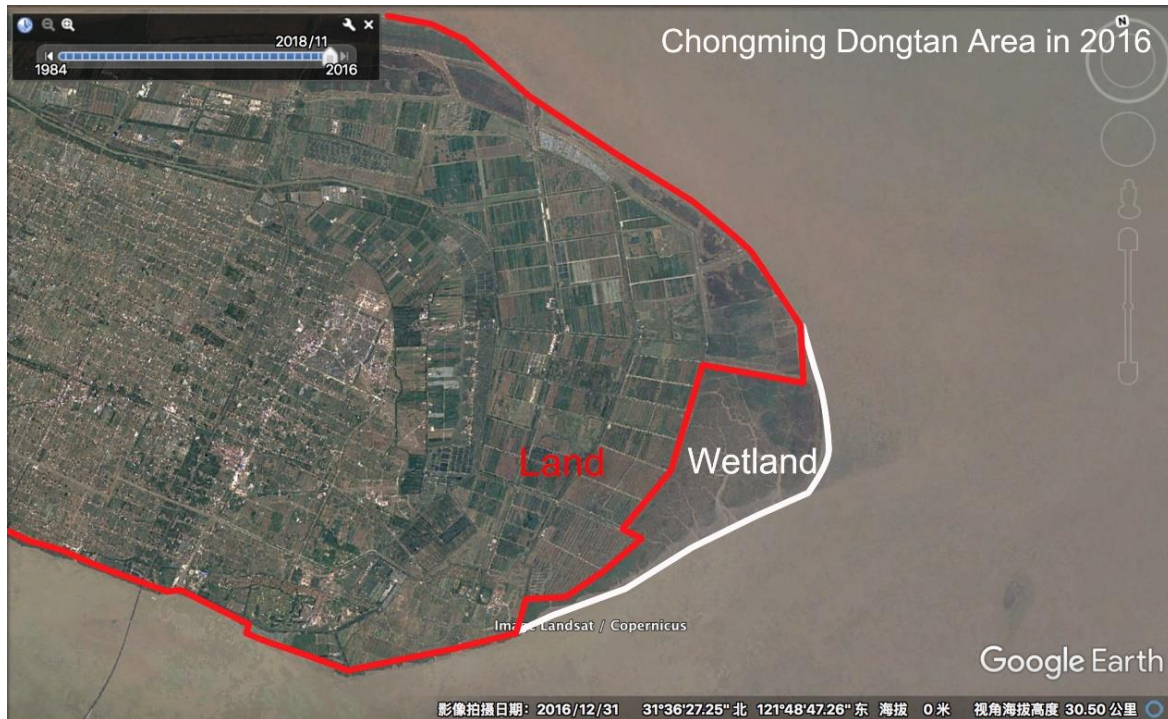 2018/11
1984
2016
Chongming Dongtan Area in 2016
N
Land
Wetland
Image Landsat / Copernicus
Google Earth
影像拍摄日期: 2016/12/31 31°36'27.25" 北 121°48'47.26" 东 海拔 0 米 视角海拔高度 30.50 公里